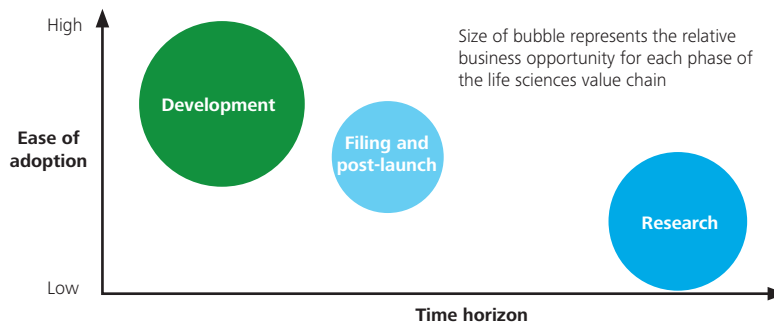 High
Size of bubble represents the relative
business opportunity for each phase of
the life sciences value chain
Development
Filing and
post-launch
Ease of
adoption
Research
Low
Time horizon